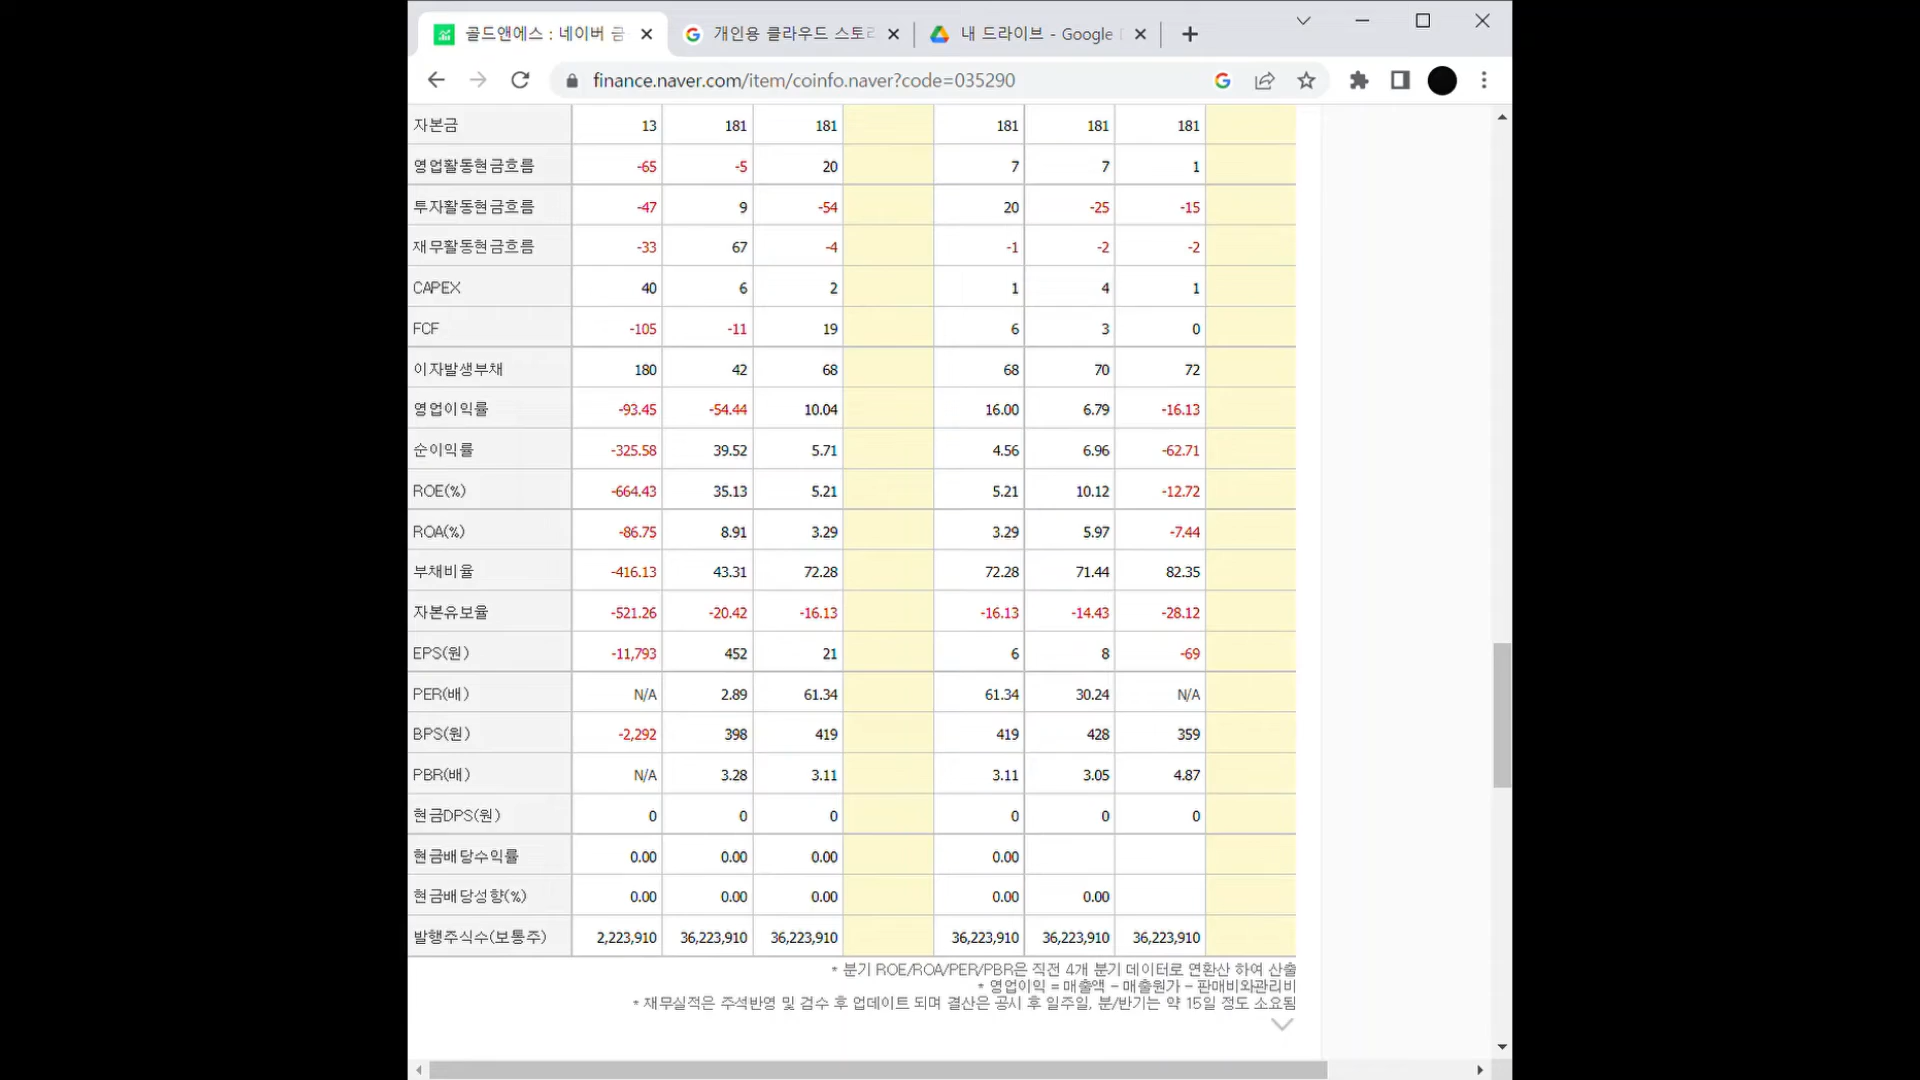 골드앤에스 : 네이버 금
개인용 클라우드 스토리
내 드라이브 - Google
finance.naver.com/item/coinfo.naver?code=035290
자본금 13 181 181 181 181 181
영업활동현금흐름 -65 -5 20 7 7 1
투자활동현금흐름 -47 9 -54 20 -25 -15
재무활동현금흐름 -33 67 -4 -1 -2 -2
CAPEX 40 6 2 1 4 1
FCF -105 -11 19 6 3 0
이자발생부채 180 42 68 68 70 72
영업이익률 -93.45 -54.44 10.04 16.00 6.79 -16.13
순이익률 -325.58 39.52 5.71 4.56 6.96 -62.71
ROE(%) -664.43 35.13 5.21 5.21 10.12 -12.72
ROA(%) -86.75 8.91 3.29 3.29 5.97 -7.44
부채비율 -416.13 43.31 72.28 72.28 71.44 82.35
자본유보율 -521.26 -20.42 -16.13 -16.13 -14.43 -28.12
EPS(원) -11,793 452 21 6 8 -69
PER(배) N/A 2.89 61.34 61.34 30.24 N/A
BPS(원) -2,292 398 419 419 428 359
PBR(배) N/A 3.28 3.11 3.11 3.05 4.87
현금DPS(원) 0 0 0 0 0 0
현금배당수익률 0.00 0.00 0.00 0.00
현금배당성향(%) 0.00 0.00 0.00 0.00 0.00
발행주식수(보통주) 2,223,910 36,223,910 36,223,910 36,223,910 36,223,910 36,223,910
* 분기 ROE/ROA/PER/PBR은 직전 4개 분기 데이터로 연환산 하여 산출
* 영업이익 = 매출액 - 매출원가 - 판매비와관리비
* 재무실적은 주석반영 및 검수 후 업데이트 되며 결산은 공시 후 일주일, 분/반기는 약 15일 정도 소요됨